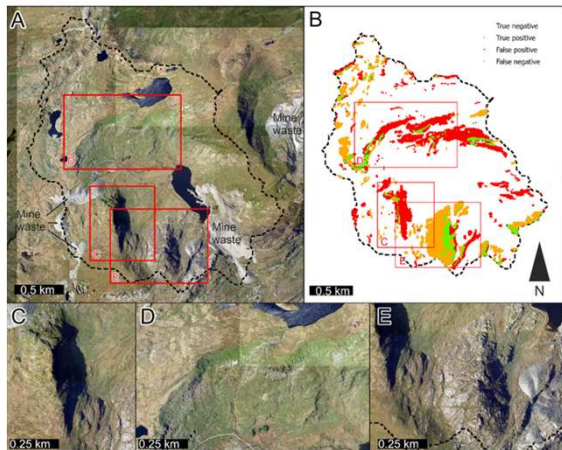 A
Mine
waste
Mine
waste
Mine
waste
D
C
0.5 km
B
True negative
True positive
False positive
False negative
D
C
E
0.5 km
N
C
0.25 km
D
0.25 km
E
0.25 km